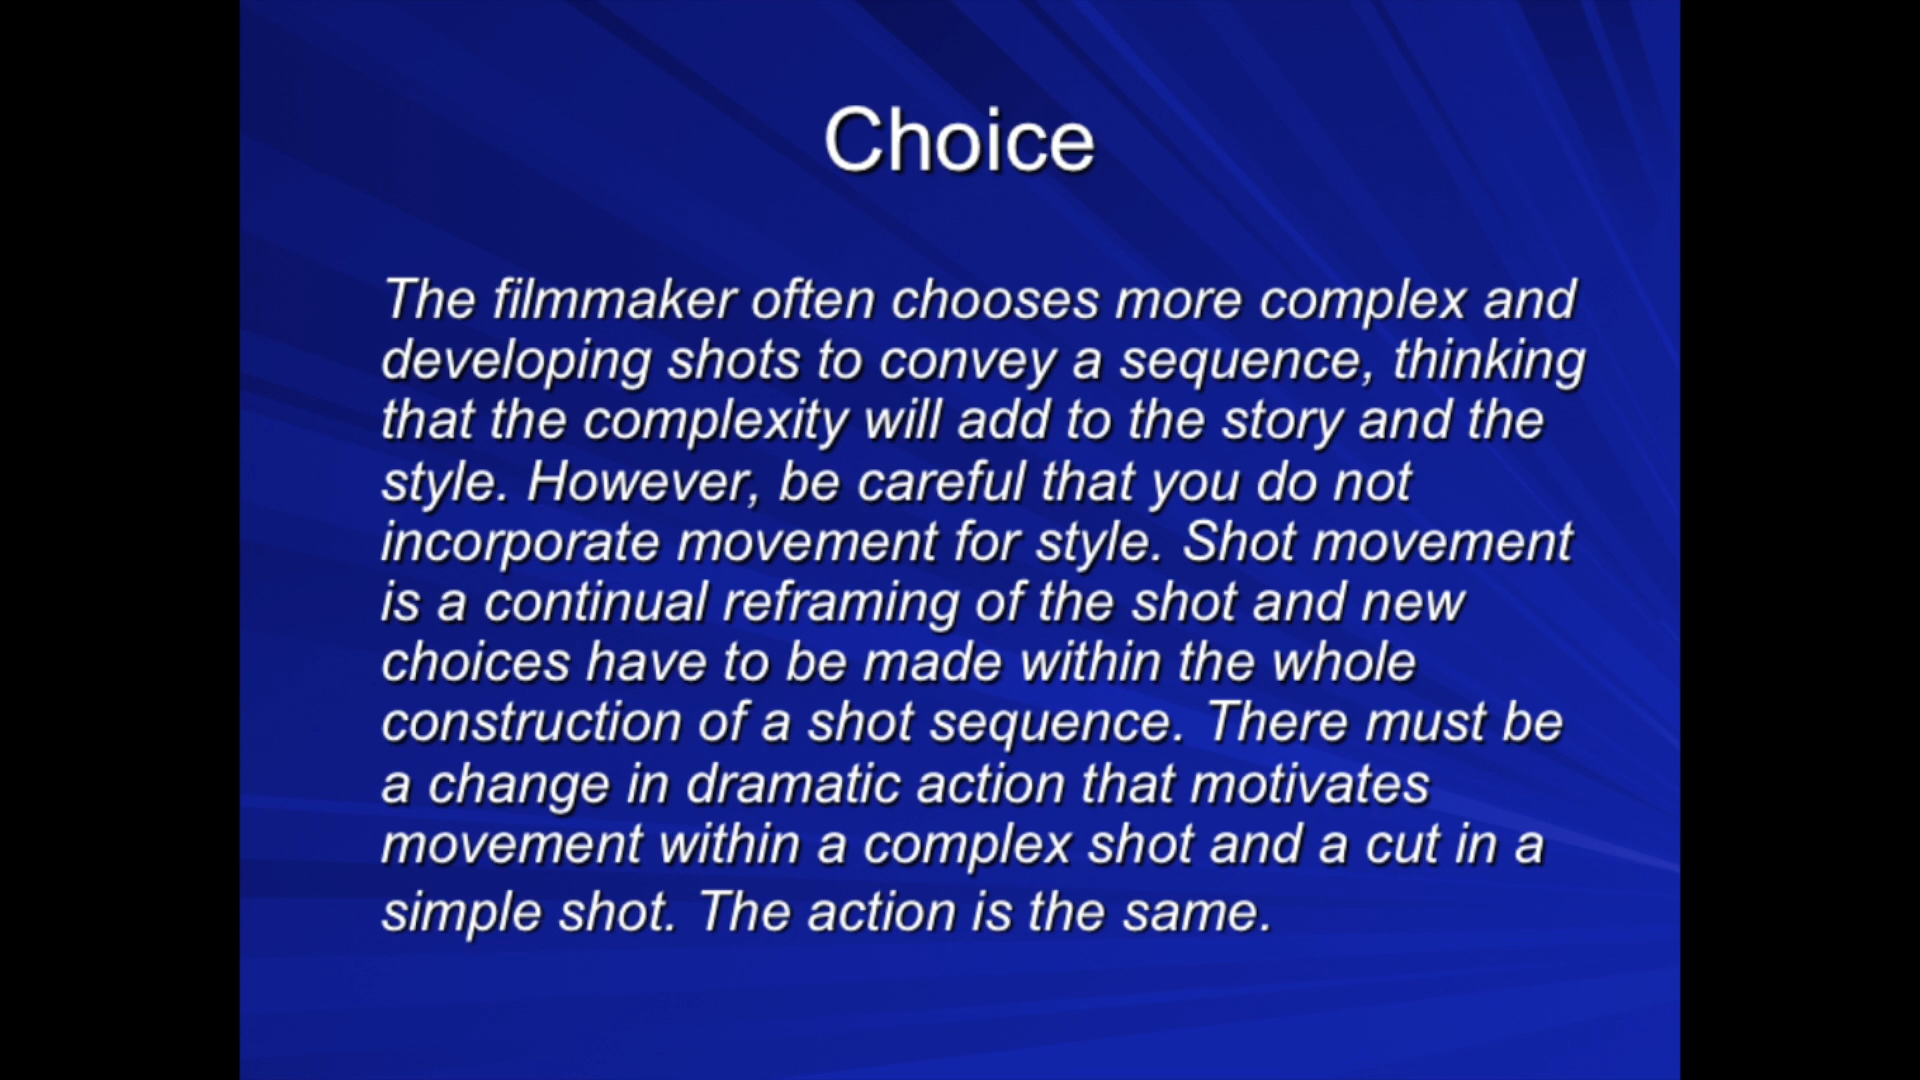 Choice
The filmmaker often chooses more complex and
developing shots to convey a sequence, thinking
that the complexity will add to the story and the
style. However, be careful that you do not
incorporate movement for style. Shot movement
is a continual reframing of the shot and new
choices have to be made within the whole
construction of a shot sequence. There must be
a change in dramatic action that motivates
movement within a complex shot and a cut in a
simple shot. The action is the same.